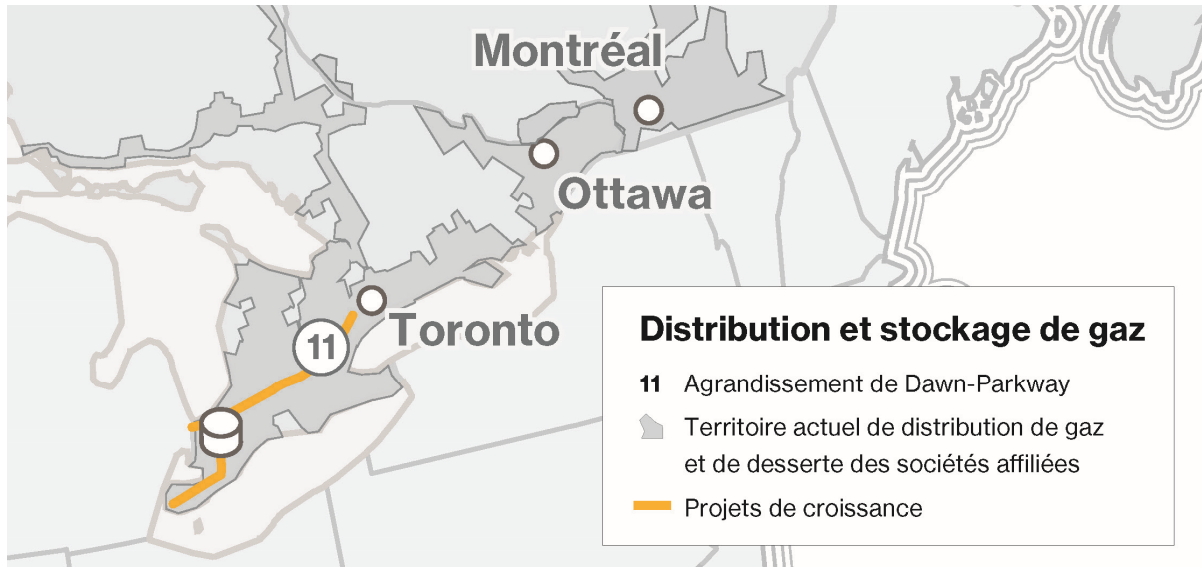 Montréal
Ottawa
Toronto
11
Distribution et stockage de gaz
11 Agrandissement de Dawn-Parkway
Territoire actuel de distribution de gaz
et de desserte des sociétés affiliées
Projets de croissance